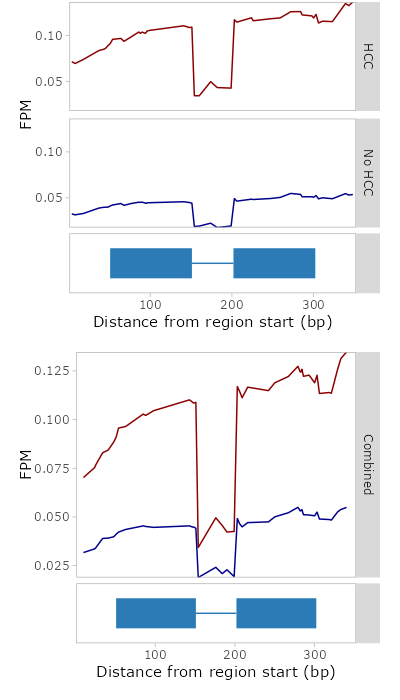 0.10
0.05
HCC
FPM
0.10
0.05
No HCC
100
200
300
Distance from region start (bp)
0.125
0.100
0.075
0.050
0.025
FPM
Combined
100
200
300
Distance from region start (bp)